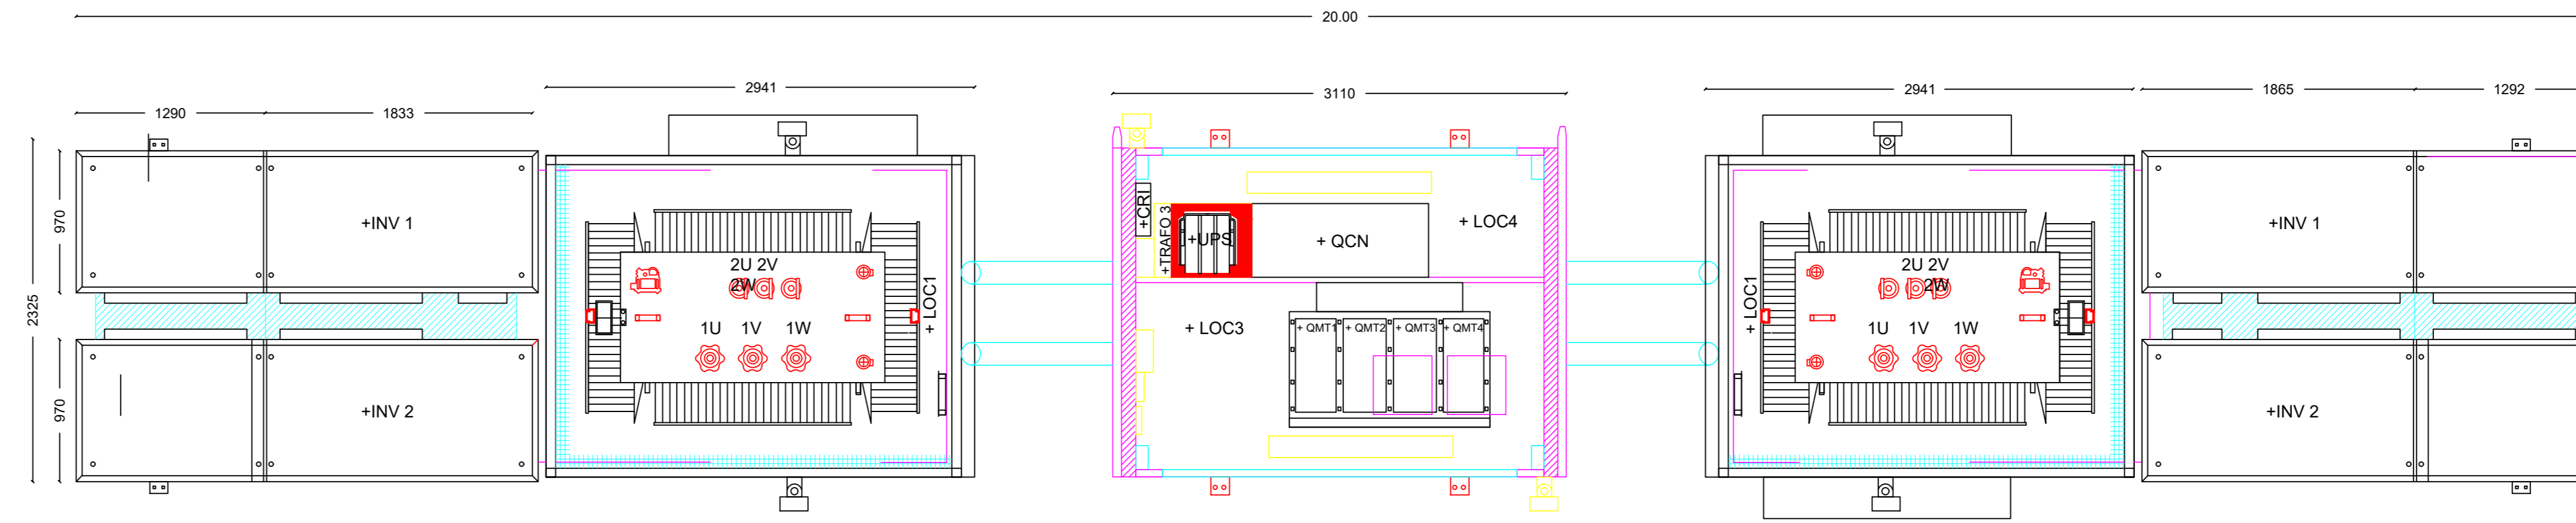 20.00
2941
3110
2941
1290
1833
1865
1292
2325
970
970
+INV 1
+INV 2
2U 2V
2W
1U 1V 1W
+ LOC1
+CRI
+TRAFO 3
+UPS
+ QCN
+ LOC4
+ LOC3
+ QMT1
+ QMT2
+ QMT3
+ QMT4
+ LOC1
2U 2V
2W
1U 1V 1W
+INV 1
+INV 2